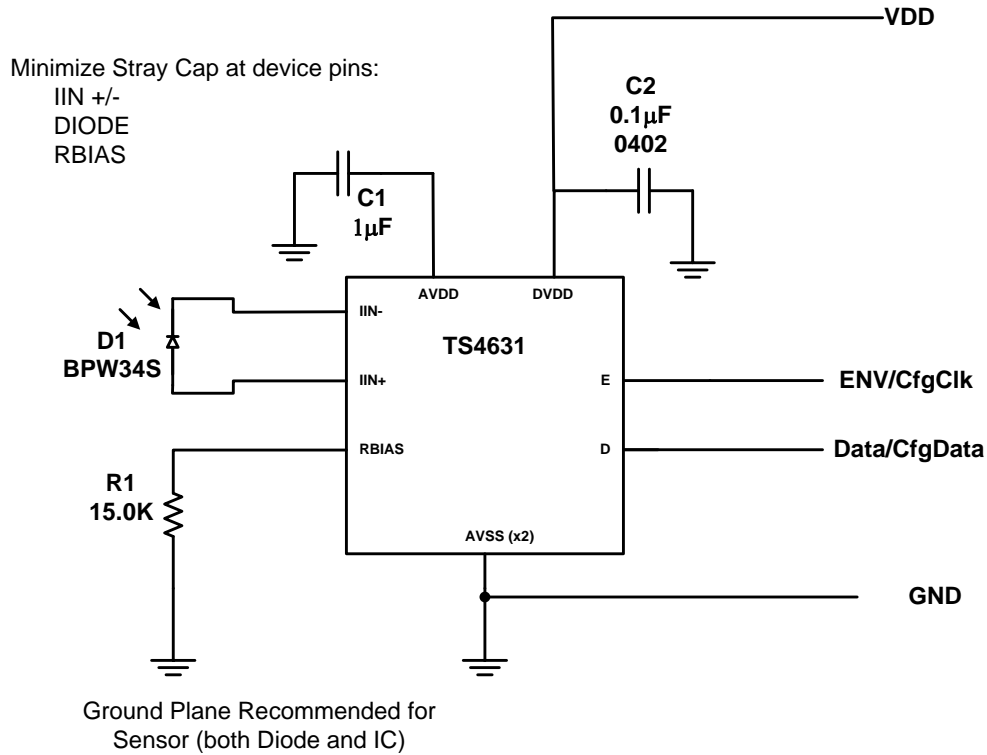 VDD
Minimize Stray Cap at device pins:
IIN +/-
DIODE
RBIAS
C2
0.1μF
0402
C1
1μF
AVDD
DVDD
IIN-
TS4631
D1
BPW34S
IIN+
E
ENV/CfgClk
RBIAS
D
Data/CfgData
R1
15.0K
AVSS (x2)
GND
Ground Plane Recommended for
Sensor (both Diode and IC)